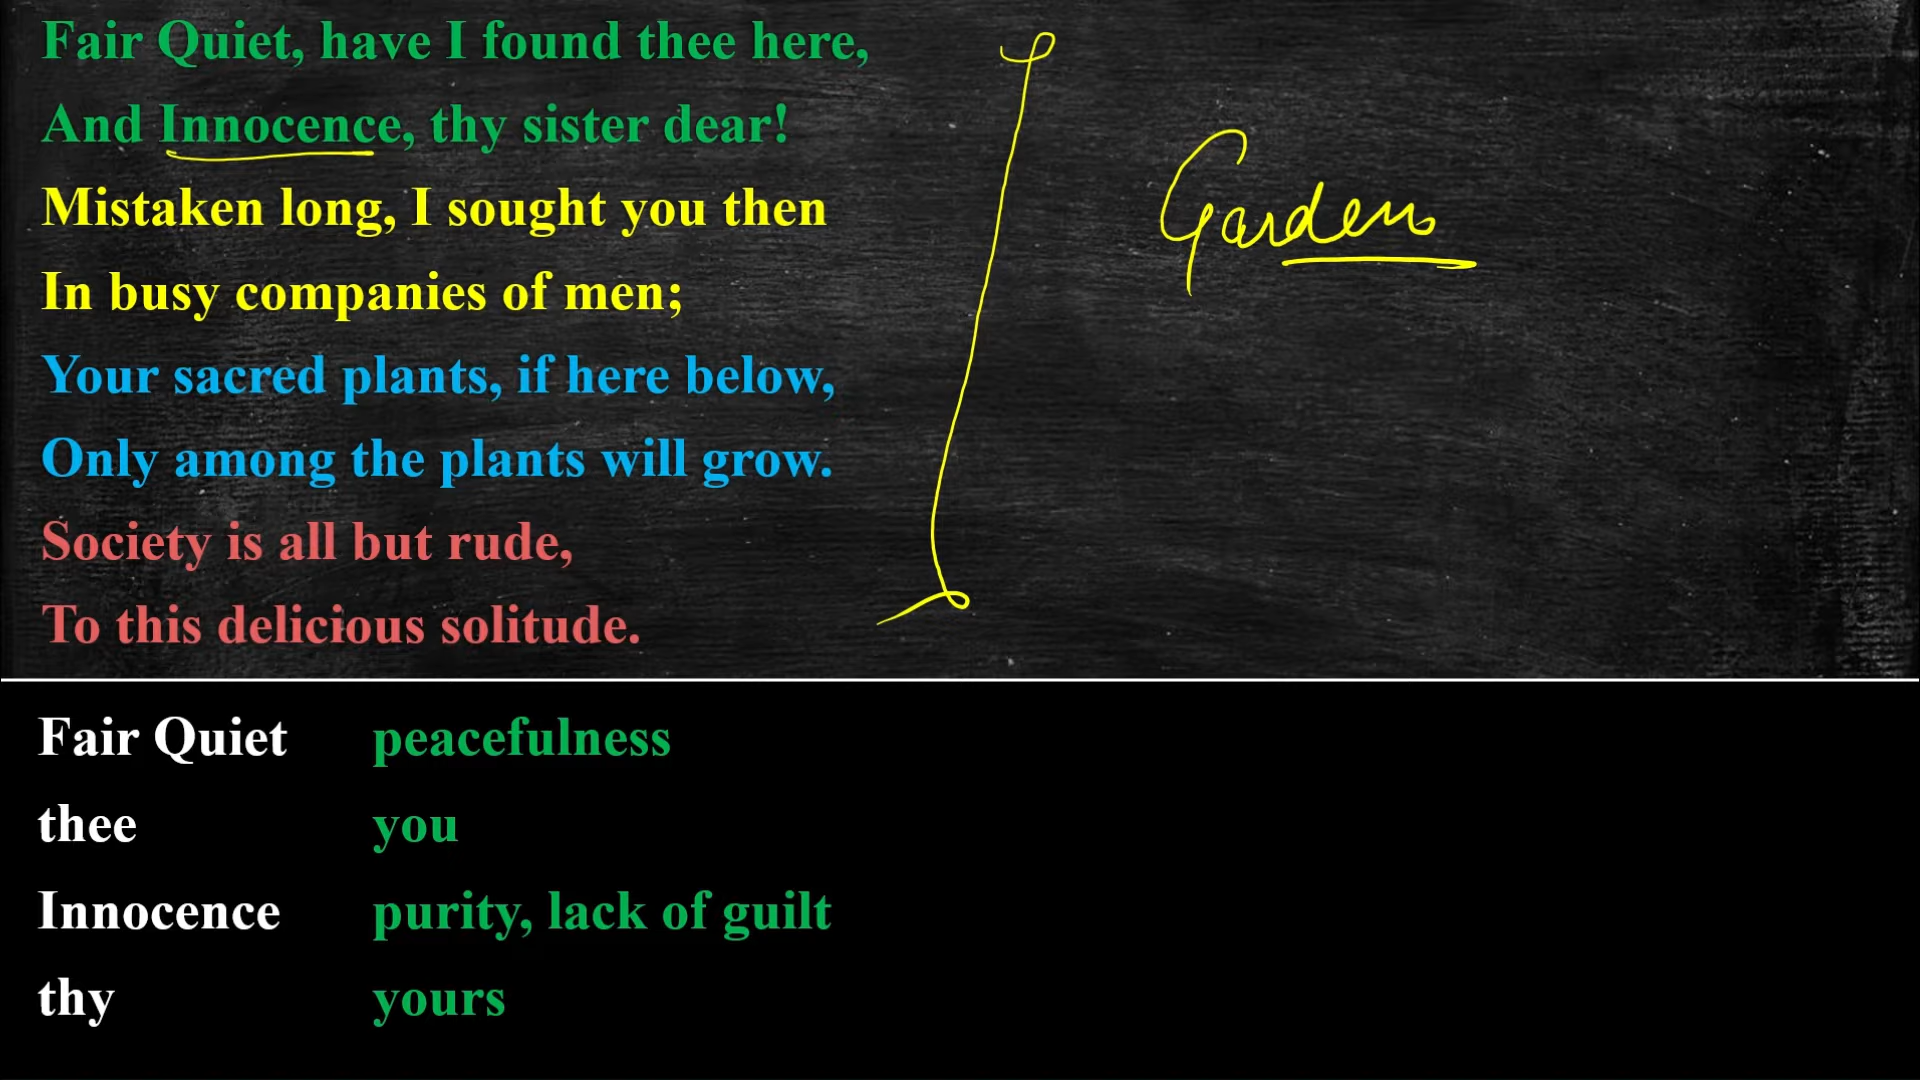 Fair Quiet, have I found thee here,
And Innocence, thy sister dear!
Mistaken long, I sought you then
In busy companies of men;
Your sacred plants, if here below,
Only among the plants will grow.
Society is all but rude,
To this delicious solitude.
Gardens
Fair Quiet peacefulness
thee you
Innocence purity, lack of guilt
thy yours